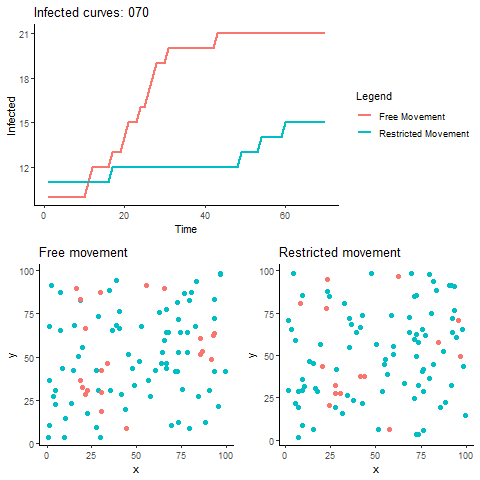 Infected curves: 070
21
18
15
12
Infected
0
20
40
60
Time
Legend
Free Movement
Restricted Movement
Free movement
100
75
50
25
0
y
0
25
50
75
100
x
Restricted movement
100
75
50
25
0
y
0
25
50
75
100
x